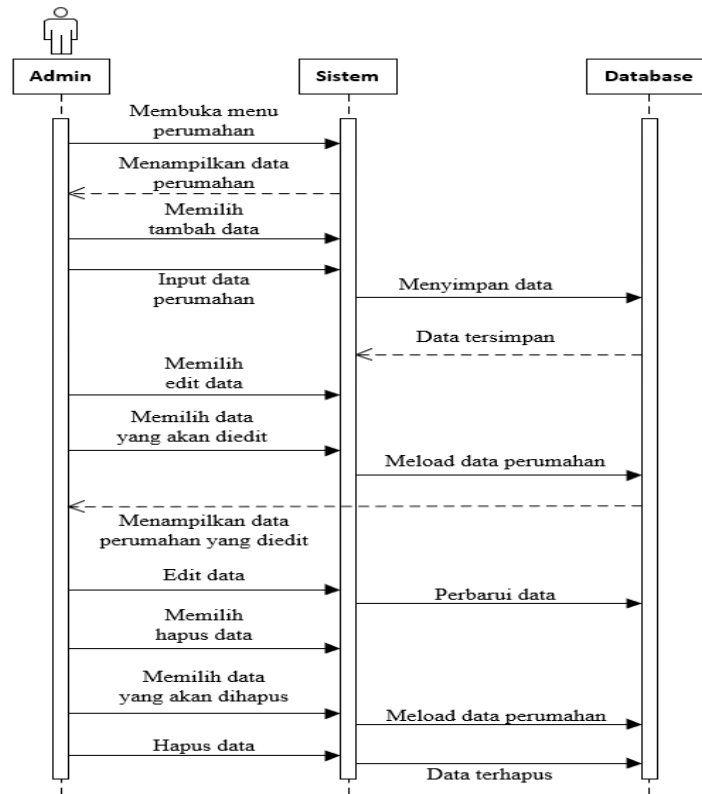 Admin
Sistem
Database
Membuka menu
perumahan
Menampilkan data
perumahan
Memilih
tambah data
Input data
perumahan
Menyimpan data
Data tersimpan
Memilih
edit data
Memilih data
yang akan diedit
Meload data perumahan
Menampilkan data
perumahan yang diedit
Edit data
Perbarui data
Memilih
hapus data
Memilih data
yang akan dihapus
Meload data perumahan
Hapus data
Data terhapus